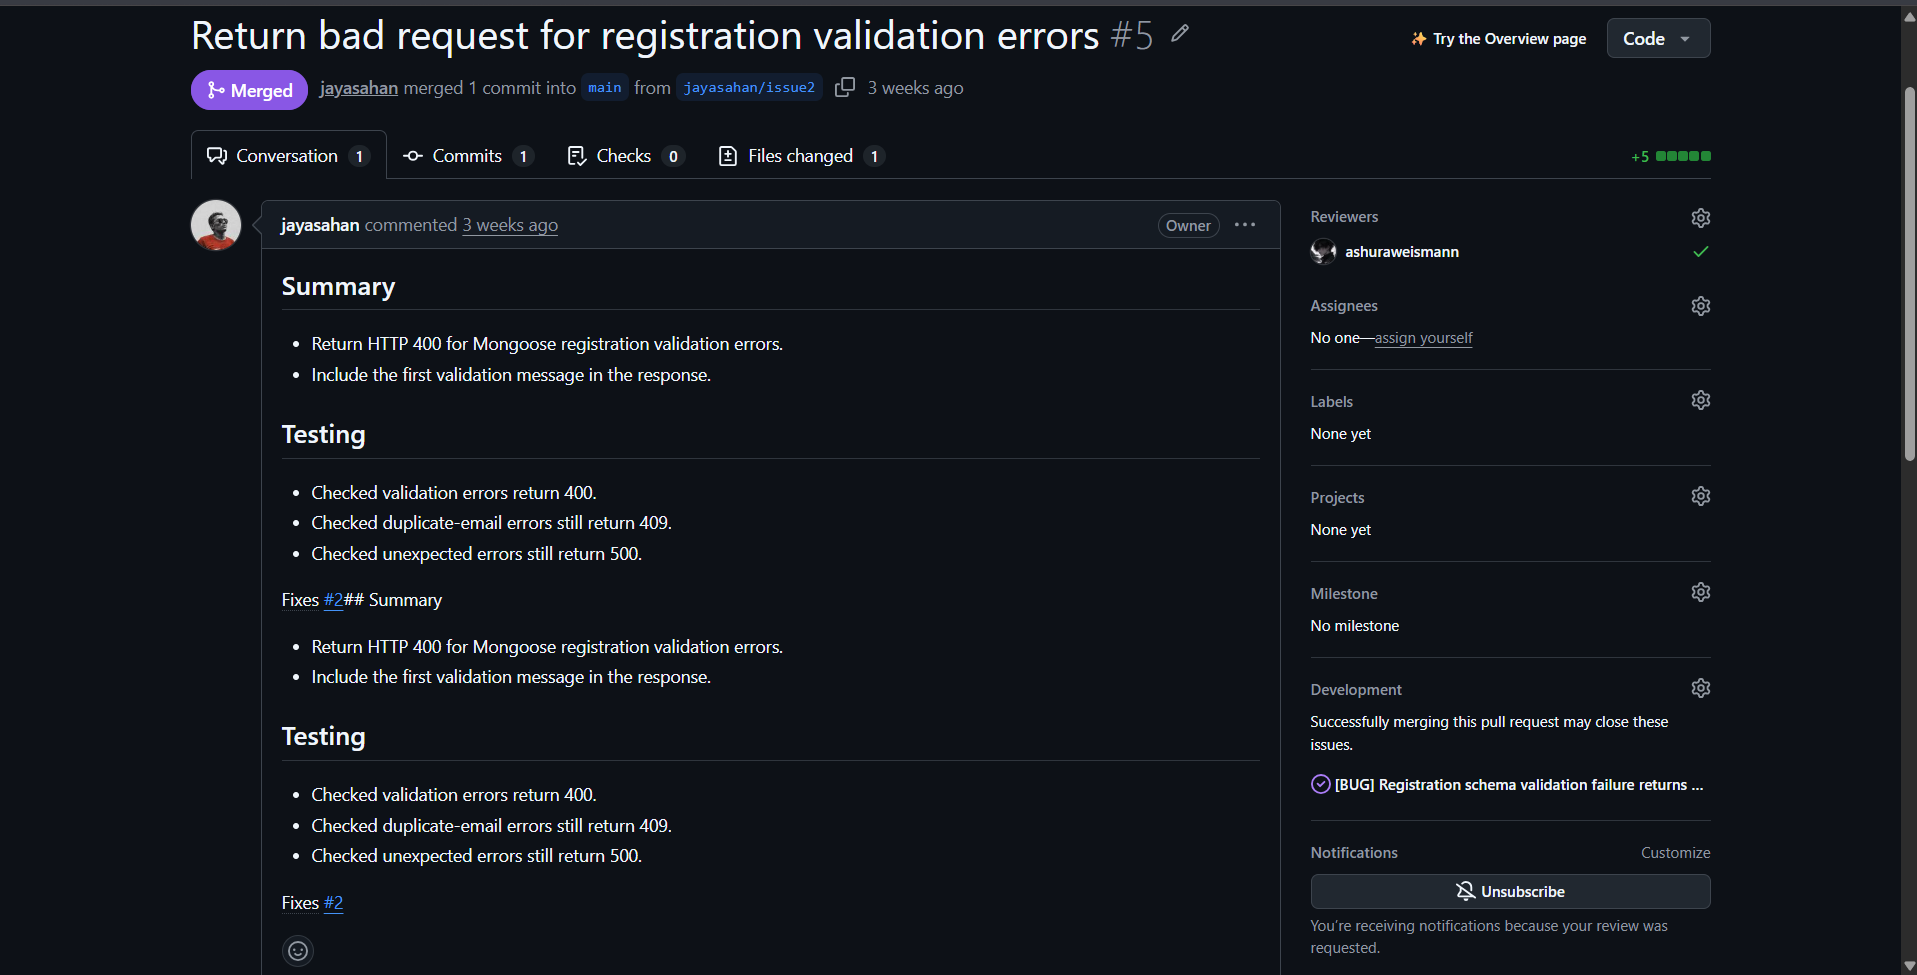 Return bad request for registration validation errors #5
Try the Overview page
Code
Merged
jayasahan merged 1 commit into main from jayasahan/issue2 3 weeks ago
Conversation 1
Commits 1
Checks 0
Files changed 1
+5
jayasahan commented 3 weeks ago
Owner
Summary
Return HTTP 400 for Mongoose registration validation errors.
Include the first validation message in the response.
Testing
Checked validation errors return 400.
Checked duplicate-email errors still return 409.
Checked unexpected errors still return 500.
Fixes #2## Summary
Return HTTP 400 for Mongoose registration validation errors.
Include the first validation message in the response.
Testing
Checked validation errors return 400.
Checked duplicate-email errors still return 409.
Checked unexpected errors still return 500.
Fixes #2
Reviewers
ashuraweismann
Assignees
No one—assign yourself
Labels
None yet
Projects
None yet
Milestone
No milestone
Development
Successfully merging this pull request may close these
issues.
[BUG] Registration schema validation failure returns ...
Notifications
Customize
Unsubscribe
You're receiving notifications because your review was
requested.